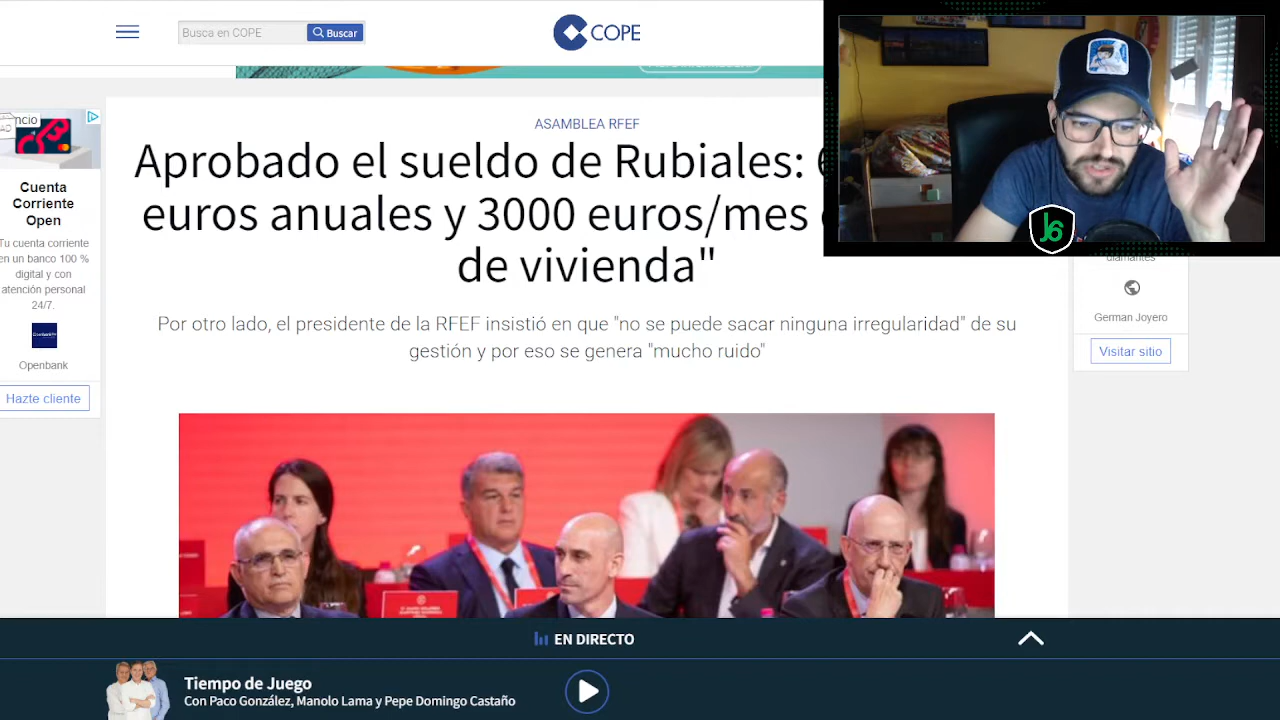 Busca en COPE
Buscar
COPE
ncio
Cuenta
Corriente
Open
Tu cuenta corriente
en un banco 100 %
digital y con
atención personal
24/7.
Openbank
Hazte cliente
ASAMBLEA RFEF
Aprobado el sueldo de Rubiales:
euros anuales y 3000 euros/mes
de vivienda"
Por otro lado, el presidente de la RFEF insistió en que "no se puede sacar ninguna irregularidad" de su
gestión y por eso se genera "mucho ruido"
J6
diamantes
German Joyero
Visitar sitio
EN DIRECTO
Tiempo de Juego
Con Paco González, Manolo Lama y Pepe Domingo Castaño